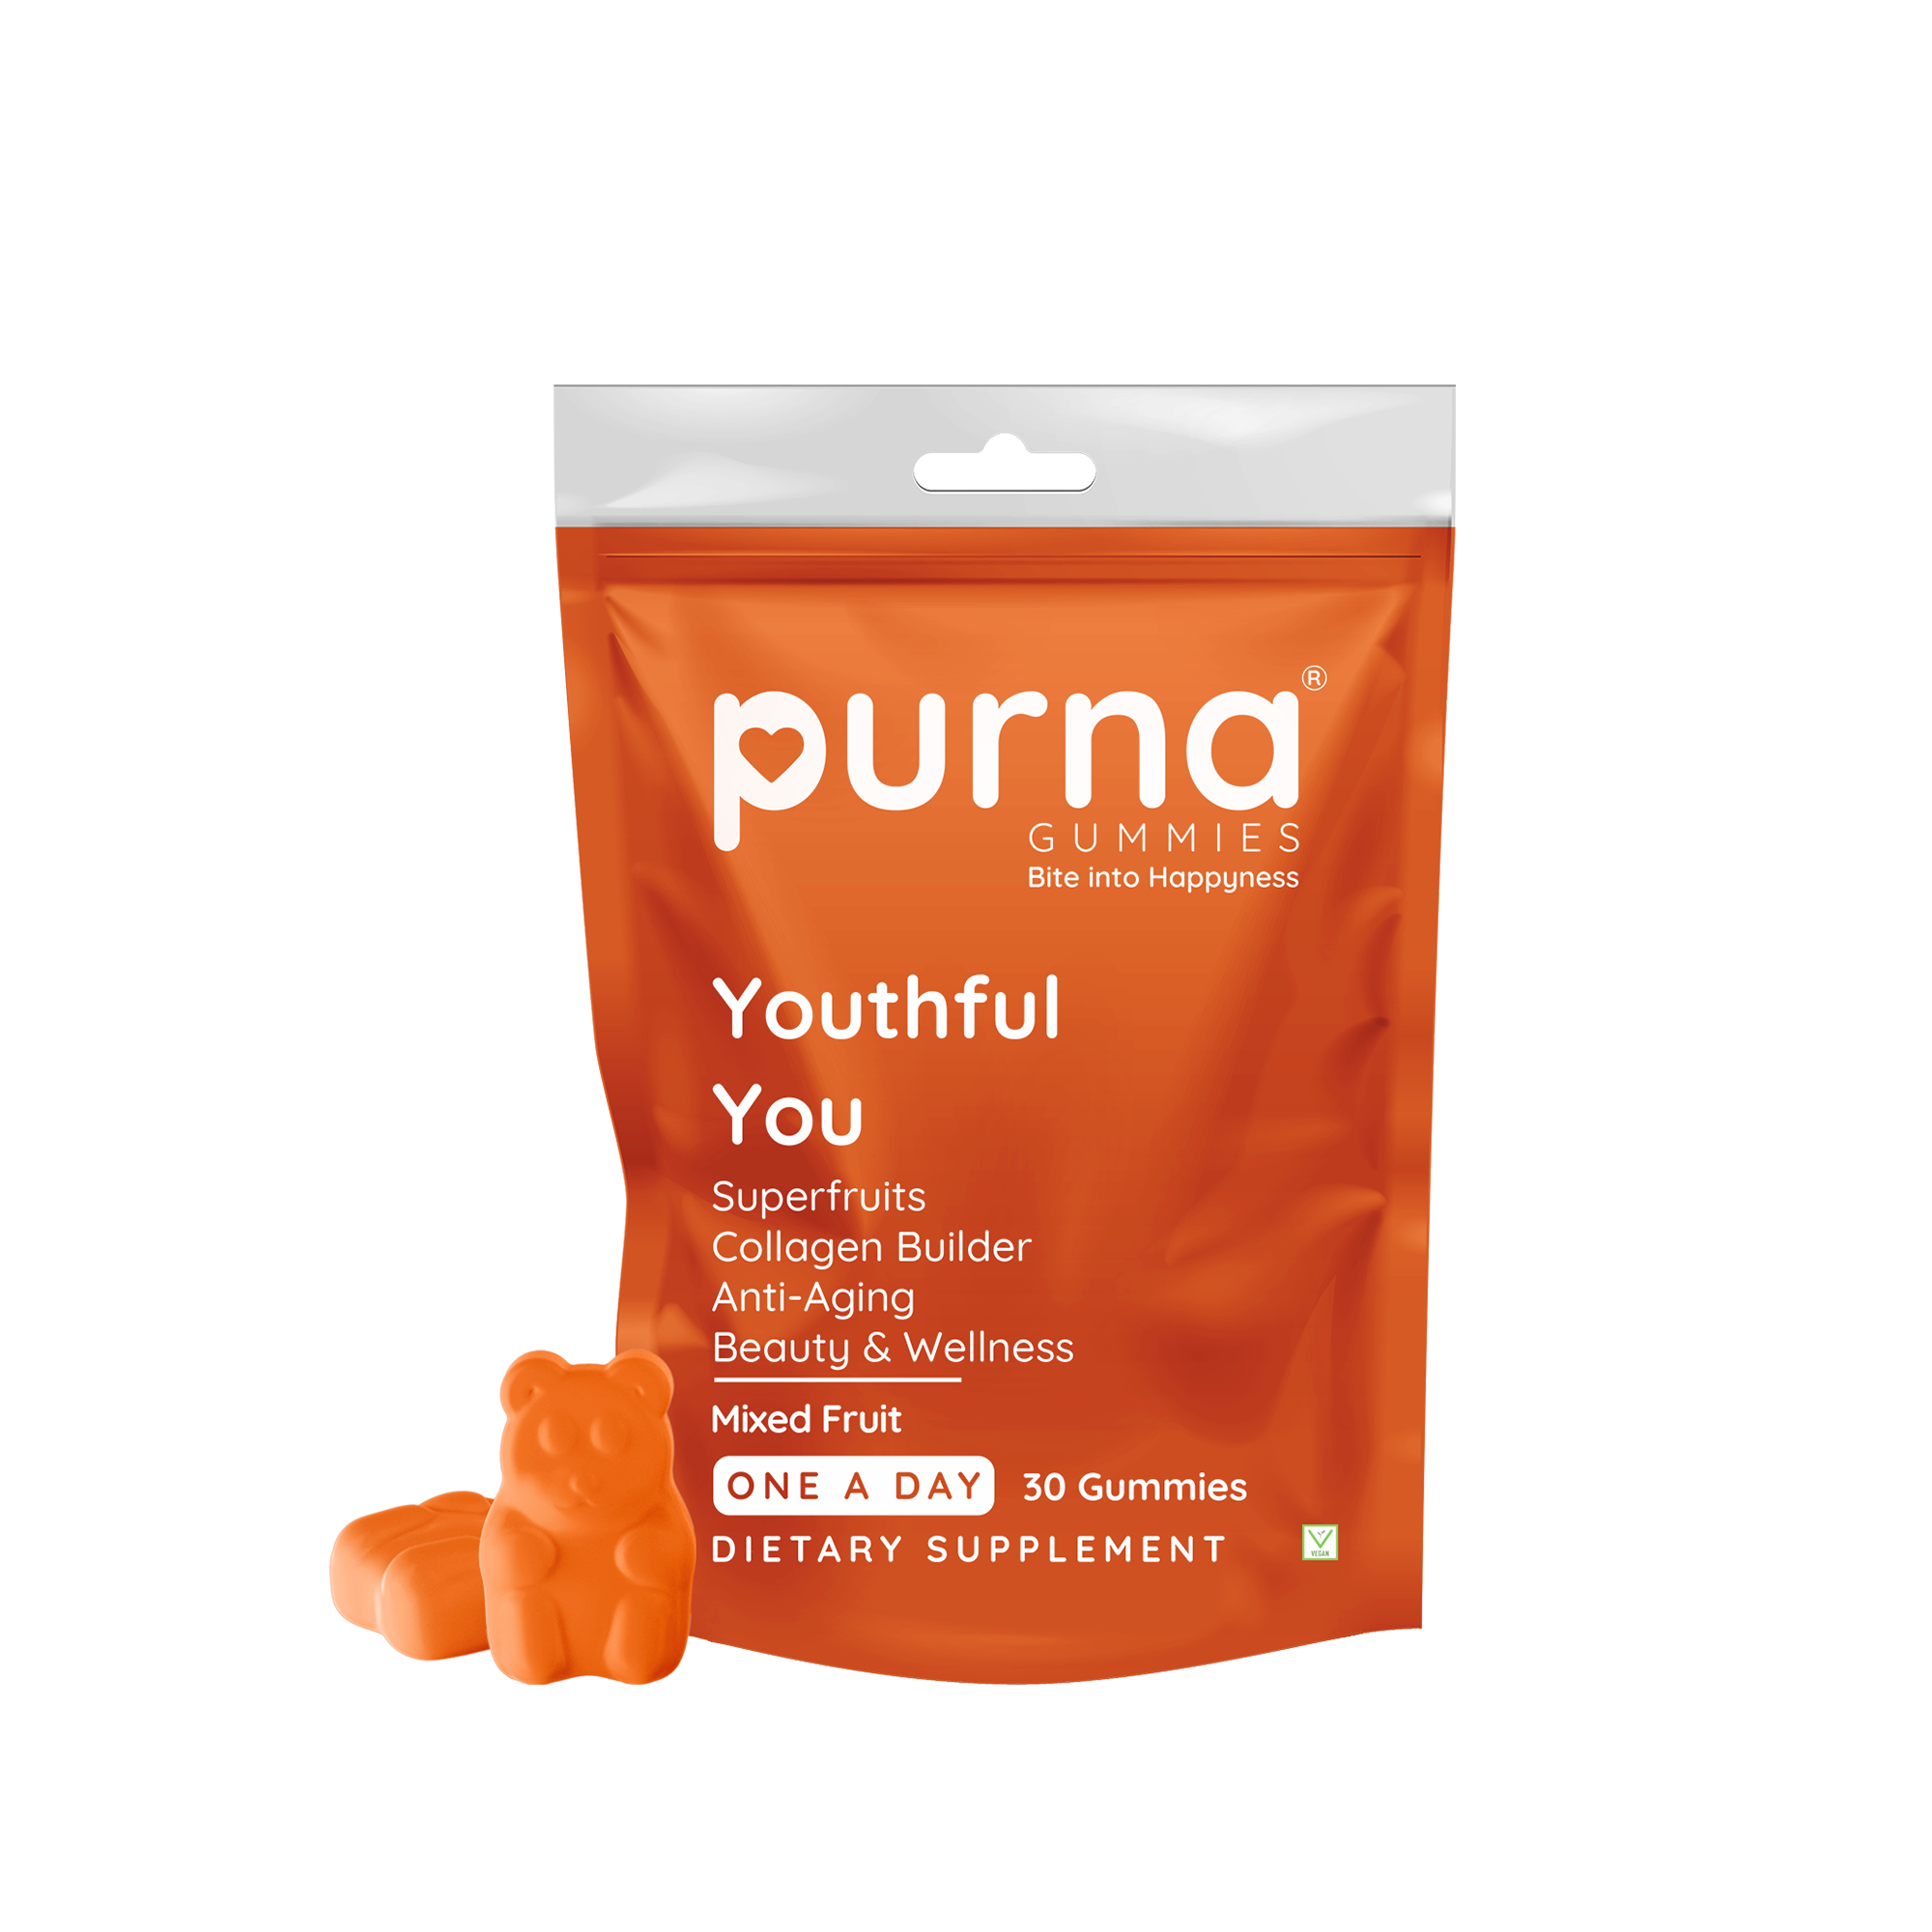 purna®
GUMMIES
Bite into Happyness
Youthful
You
Superfruits
Collagen Builder
Anti-Aging
Beauty & Wellness
Mixed Fruit
ONE A DAY 30 Gummies
DIETARY SUPPLEMENT
VEGAN